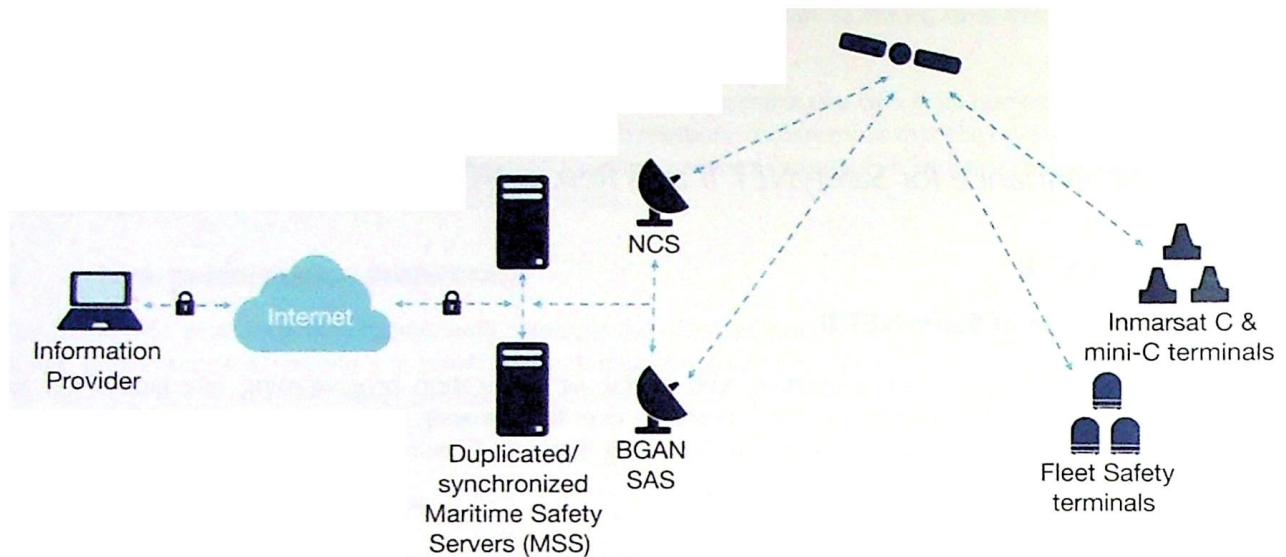 NCS
Internet
Information
Provider
Duplicated/
synchronized
Maritime Safety
Servers (MSS)
BGAN
SAS
Inmarsat C &
mini-C terminals
Fleet Safety
terminals